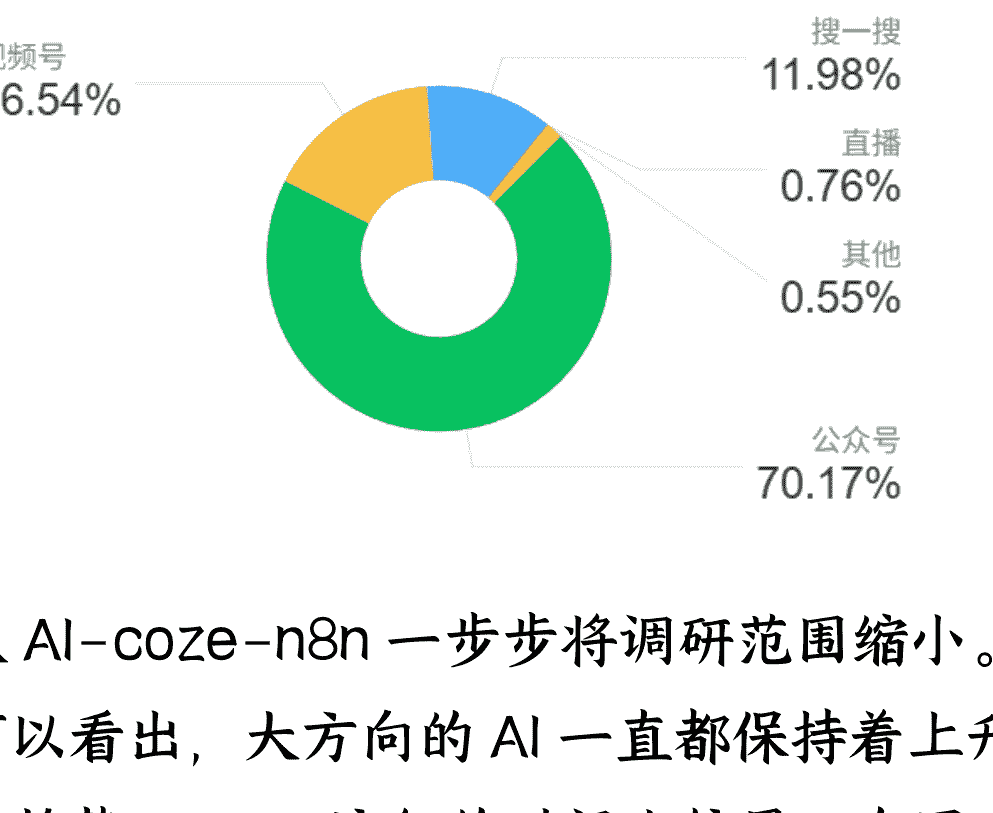 搜一搜
频号
11.98%
6.54%
直播
0.76%
其他
0.55%
公众号
70.17%
AI-coze-n8n 一步步将调研范围缩小。
可以看出，大方向的 AI 一直都保持着上升